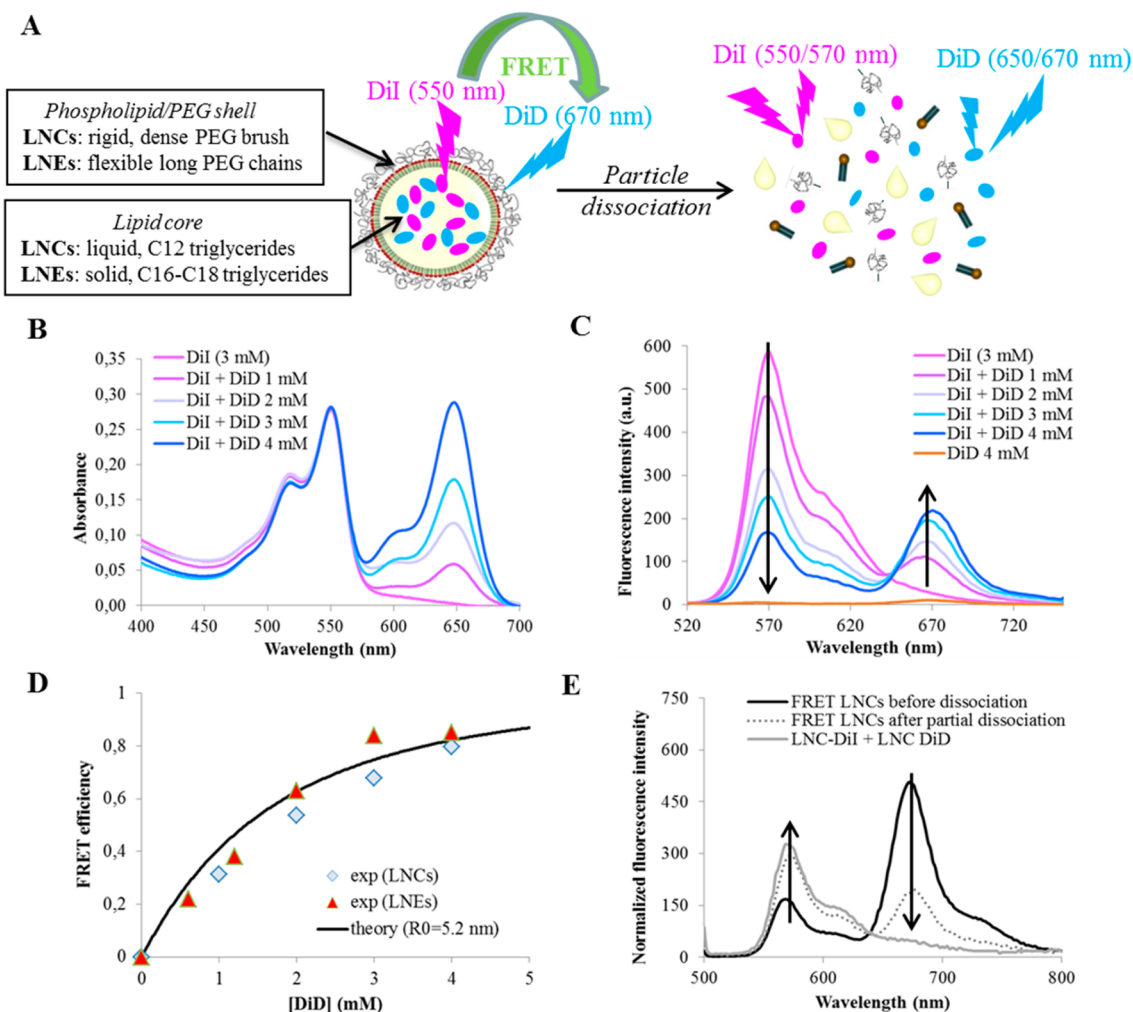 A
DiI (550 nm)
FRET
DiD (670 nm)
Phospholipid/PEG shell
LNCs: rigid, dense PEG brush
LNEs: flexible long PEG chains
Lipid core
LNCs: liquid, C12 triglycerides
LNEs: solid, C16-C18 triglycerides
Particle
dissociation
DiI (550/570 nm)
DiD (650/670 nm)
B
0,35
0,30
0,25
0,20
0,15
0,10
0,05
0,00
Absorbance
DiI (3 mM)
DiI + DiD 1 mM
DiI + DiD 2 mM
DiI + DiD 3 mM
DiI + DiD 4 mM
400 450 500 550 600 650 700
Wavelength (nm)
C
600
500
400
300
200
100
0
Fluorescence intensity (a.u.)
DiI (3 mM)
DiI + DiD 1 mM
DiI + DiD 2 mM
DiI + DiD 3 mM
DiI + DiD 4 mM
DiD 4 mM
520 570 620 670 720
Wavelength (nm)
D
1
0,8
0,6
0,4
0,2
0
FRET efficiency
exp (LNCs)
exp (LNEs)
theory (R0=5.2 nm)
0 1 2 3 4 5
[DiD] (mM)
E
750
600
450
300
150
0
Normalized fluorescence intensity
FRET LNCs before dissociation
FRET LNCs after partial dissociation
LNC-DiI + LNC DiD
500 600 700 800
Wavelength (nm)